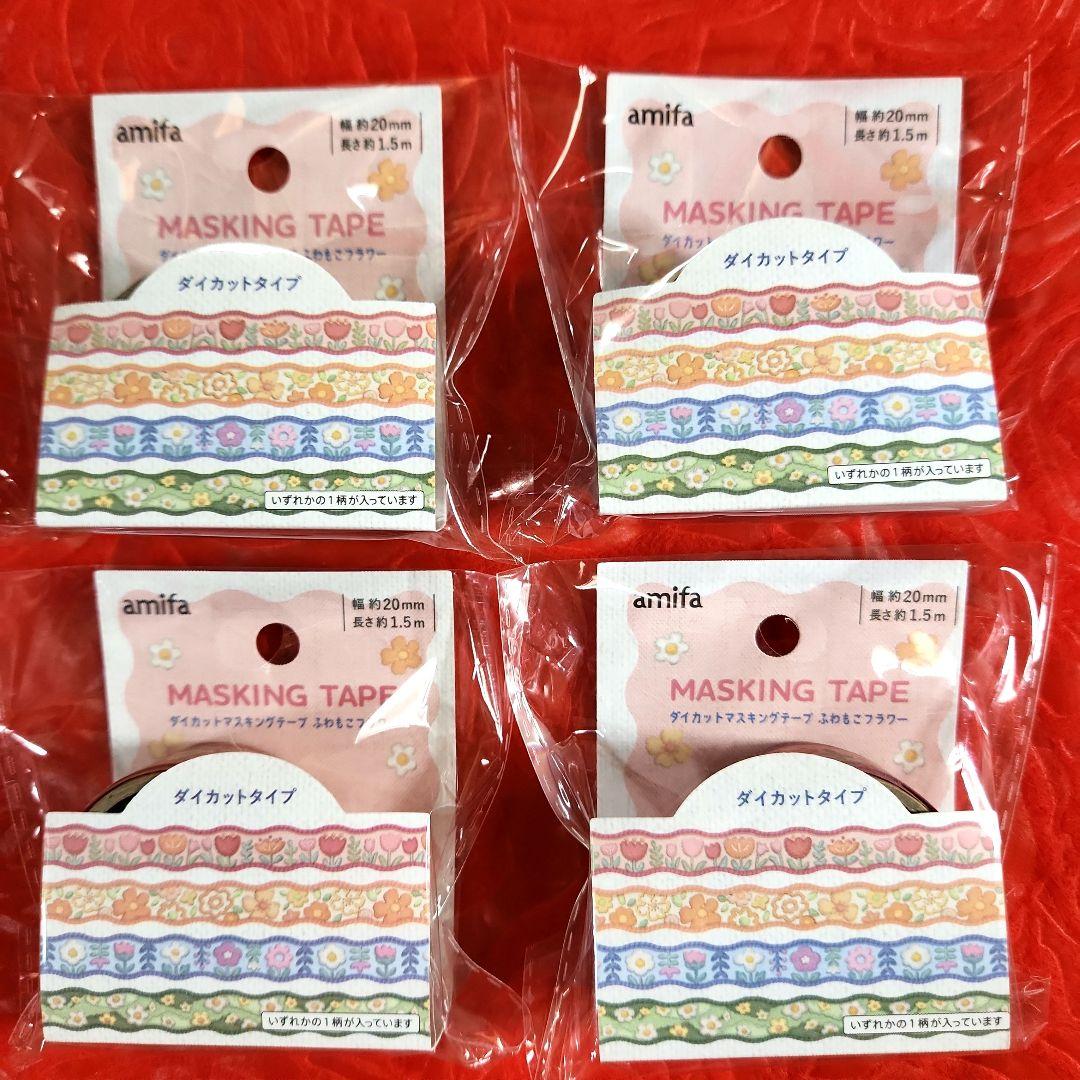 amifa
幅 約20mm
長さ約1.5m
MASKING TAPE
ふわもこフラワー
ダイカットタイプ
いずれかの1柄が入っています
amifa
幅 約20mm
長さ約1.5m
MASKING TAPE
ダイカットタイプ
いずれかの1柄が入っています
amifa
幅 約20mm
長さ約1.5m
MASKING TAPE
ダイカットマスキングテープ ふわもこフラワー
ダイカットタイプ
いずれかの1柄が入っています
amifa
幅 約20mm
長さ約1.5m
MASKING TAPE
ダイカットマスキングテープ ふわもこフラワー
ダイカットタイプ
いずれかの1柄が入っています